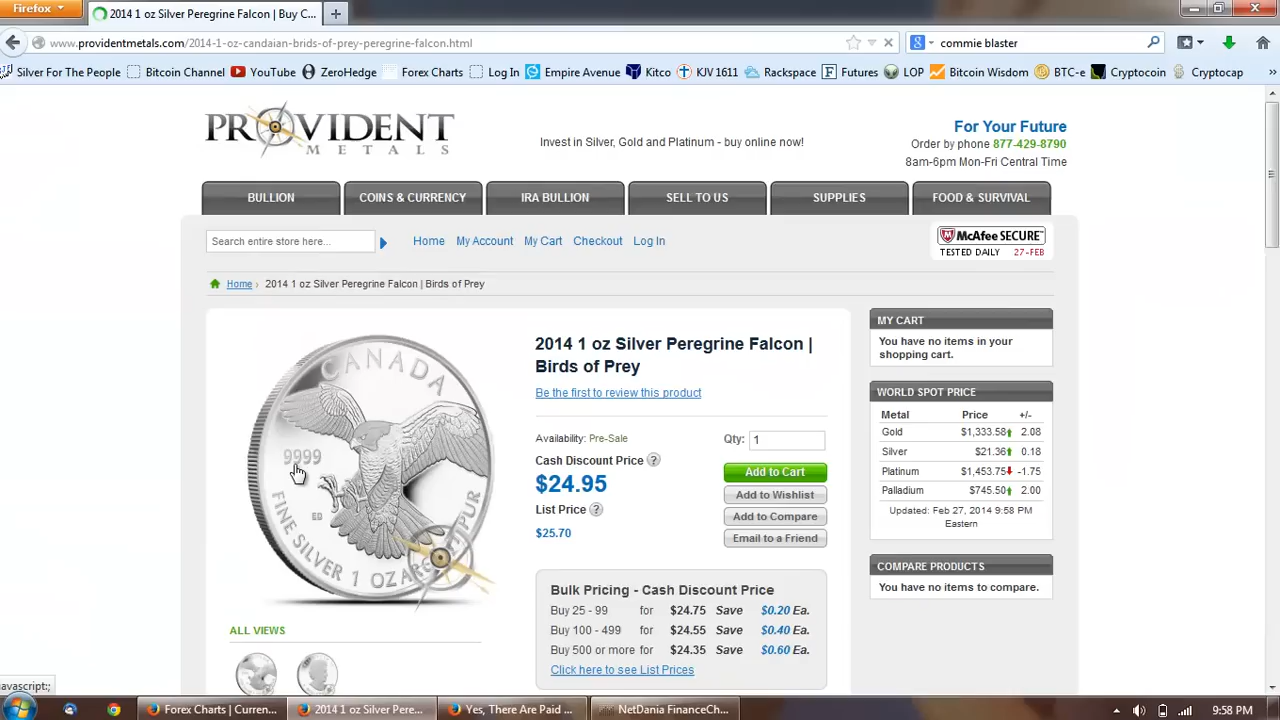 Firefox
2014 1 oz Silver Peregrine Falcon | Buy C...
www.providentmetals.com/2014-1-oz-candaian-brids-of-prey-peregrine-falcon.html
commie blaster
Silver For The People Bitcoin Channel YouTube ZeroHedge Forex Charts Log In Empire Avenue Kitco KJV 1611 Rackspace Futures LOP Bitcoin Wisdom BTC-e Cryptocoin Cryptocap »
PROVIDENT
METALS
Invest in Silver, Gold and Platinum - buy online now!
For Your Future
Order by phone 877-429-8790
8am-6pm Mon-Fri Central Time
BULLION COINS & CURRENCY IRA BULLION SELL TO US SUPPLIES FOOD & SURVIVAL
Search entire store here... Home My Account My Cart Checkout Log In
McAfee SECURE™
TESTED DAILY 27-FEB
Home › 2014 1 oz Silver Peregrine Falcon | Birds of Prey
CANADA
9999
ED
FINE SILVER 1 OZ ARGENT PUR
ALL VIEWS
2014 1 oz Silver Peregrine Falcon |
Birds of Prey
Be the first to review this product
Availability: Pre-Sale
Qty: 1
Cash Discount Price ?
$24.95
List Price ?
$25.70
Add to Cart
Add to Wishlist
Add to Compare
Email to a Friend
Bulk Pricing - Cash Discount Price
Buy 25 - 99 for $24.75 Save $0.20 Ea.
Buy 100 - 499 for $24.55 Save $0.40 Ea.
Buy 500 or more for $24.35 Save $0.60 Ea.
Click here to see List Prices
MY CART
You have no items in your
shopping cart.
WORLD SPOT PRICE
Metal Price +/-
Gold $1,333.58 2.08
Silver $21.36 0.18
Platinum $1,453.75 -1.75
Palladium $745.50 2.00
Updated: Feb 27, 2014 9:58 PM
Eastern
COMPARE PRODUCTS
You have no items to compare.
javascript:;
Forex Charts | Curren... 2014 1 oz Silver Pere... Yes, There Are Paid ... NetDania FinanceCh... 9:58 PM